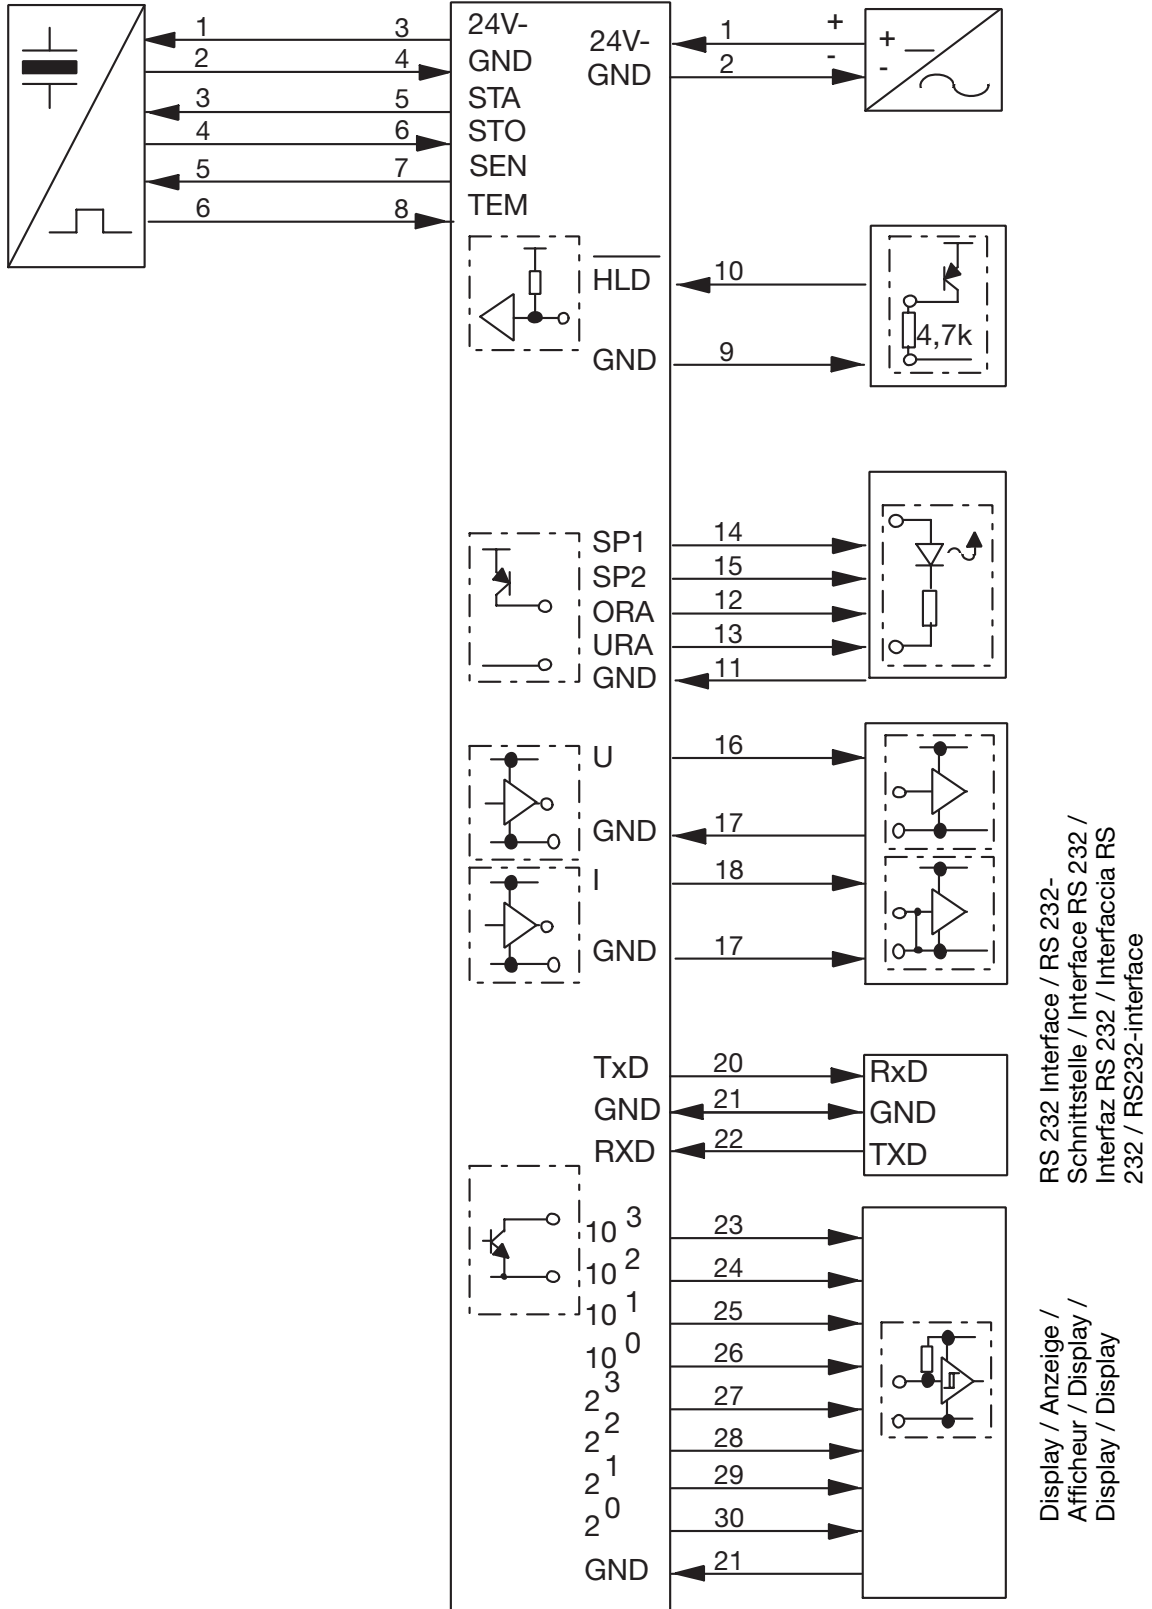 1 3 24V-
2 4 GND
3 5 STA
4 6 STO
5 7 SEN
6 8 TEM
24V- 1 + +
GND 2 - -
HLD 10
4,7k
GND 9
SP1 14
SP2 15
ORA 12
URA 13
GND 11
U 16
GND 17
I 18
GND 17
TxD 20 RxD
GND 21 GND
RXD 22 TXD
10 3 23
10 2 24
10 1 25
10 0 26
2 3 27
2 2 28
2 1 29
2 0 30
GND 21
RS 232 Interface / RS 232-
Schnittstelle / Interface RS 232 /
Interfaz RS 232 / Interfaccia RS
232 / RS232-interface
Display / Anzeige /
Afficheur / Display /
Display / Display